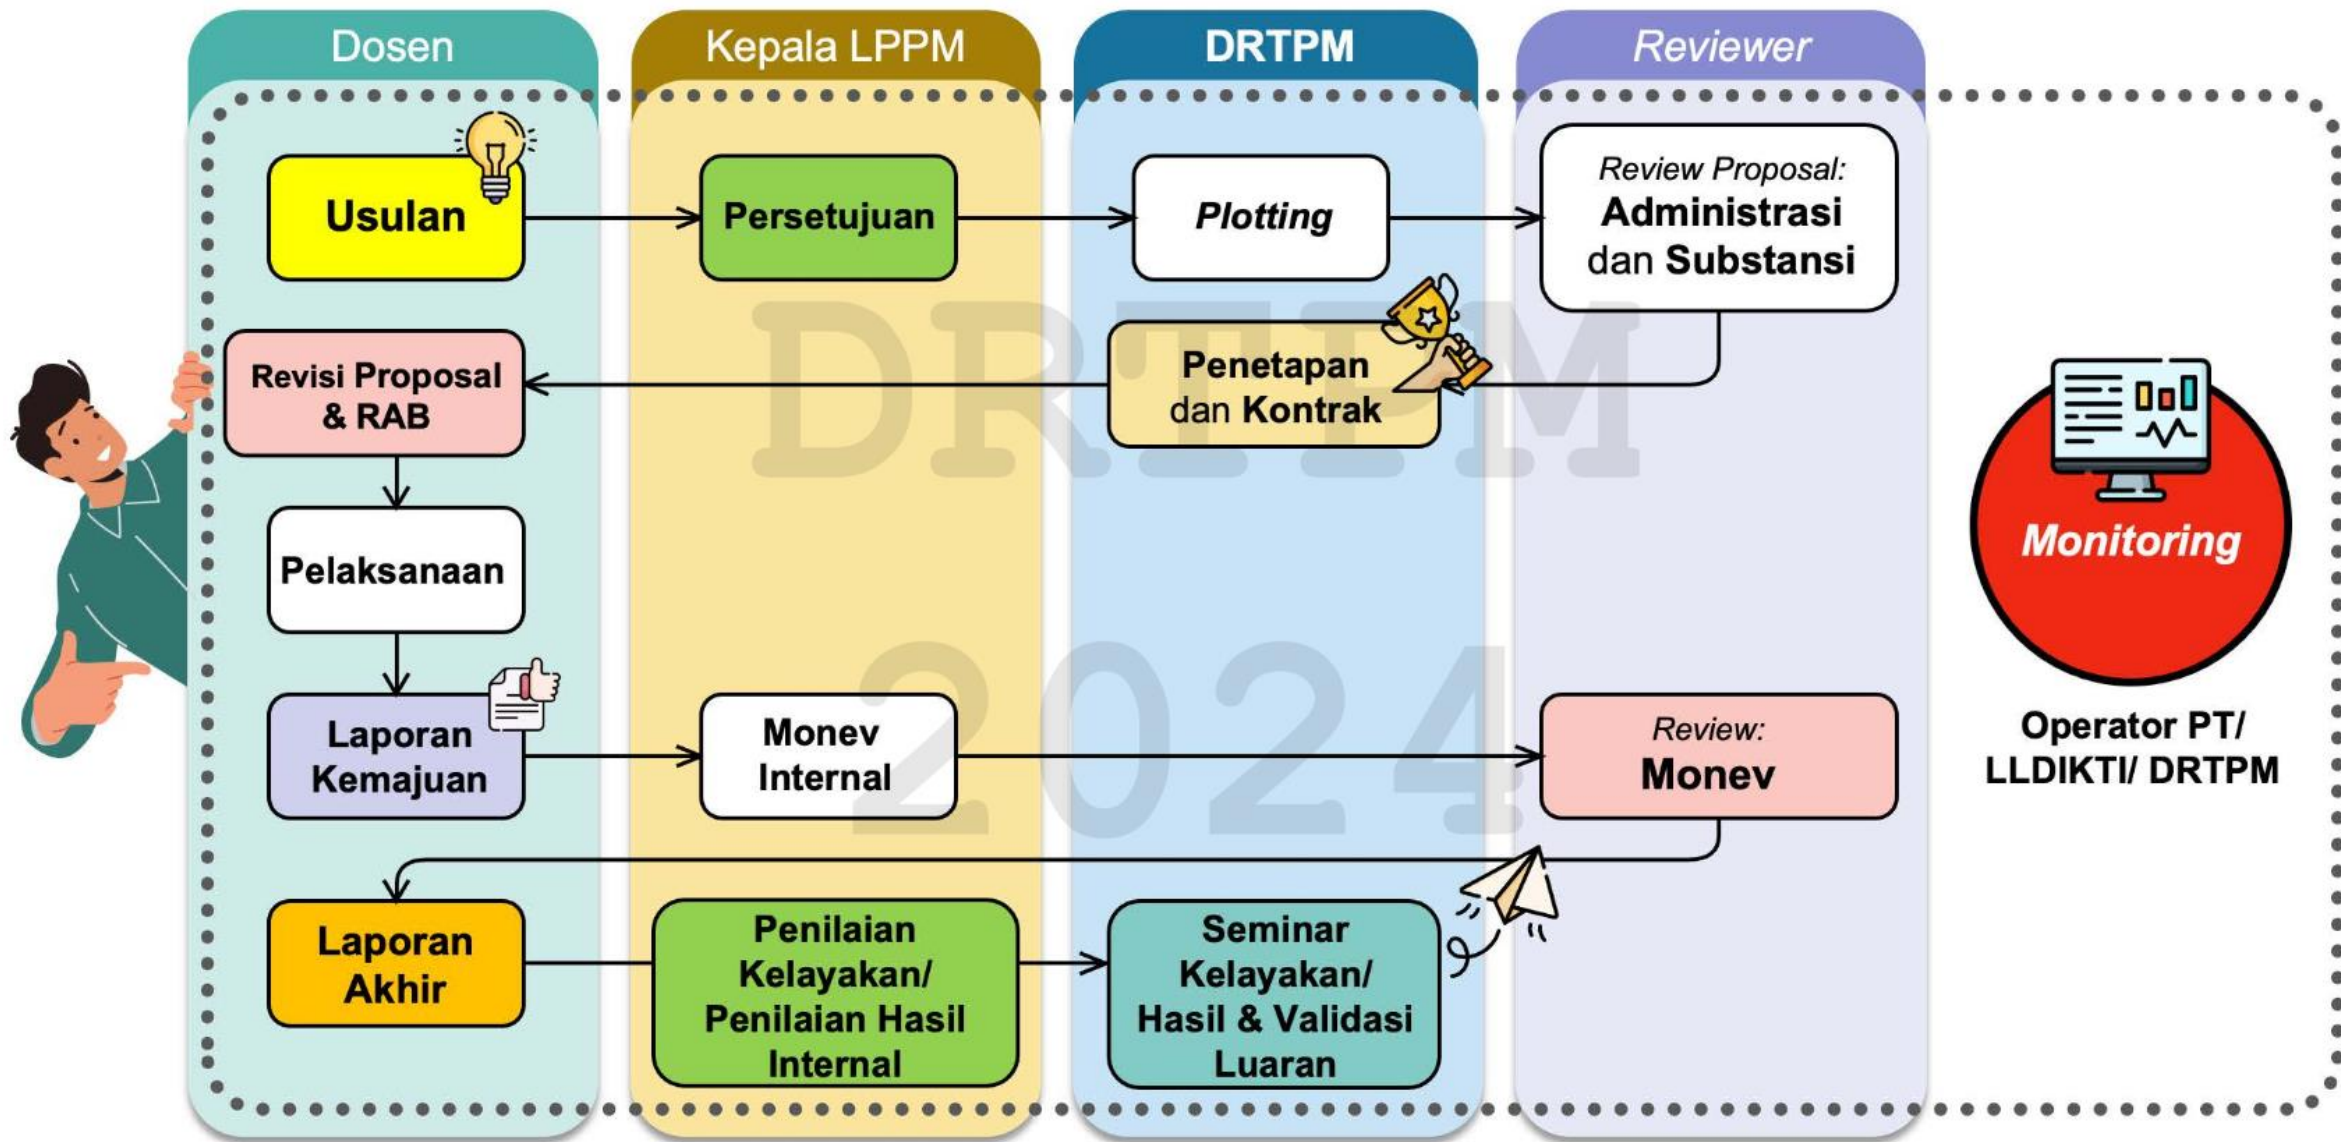 Dosen
Kepala LPPM
DRTPM
Reviewer
Usulan
Persetujuan
Plotting
Review Proposal:
Administrasi
dan Substansi
Revisi Proposal
& RAB
Penetapan
dan Kontrak
DRTPM
Pelaksanaan
Monitoring
Operator PT/
LLDIKTI/ DRTPM
2024
Laporan
Kemajuan
Monev
Internal
Review:
Monev
Laporan
Akhir
Penilaian
Kelayakan/
Penilaian Hasil
Internal
Seminar
Kelayakan/
Hasil & Validasi
Luaran